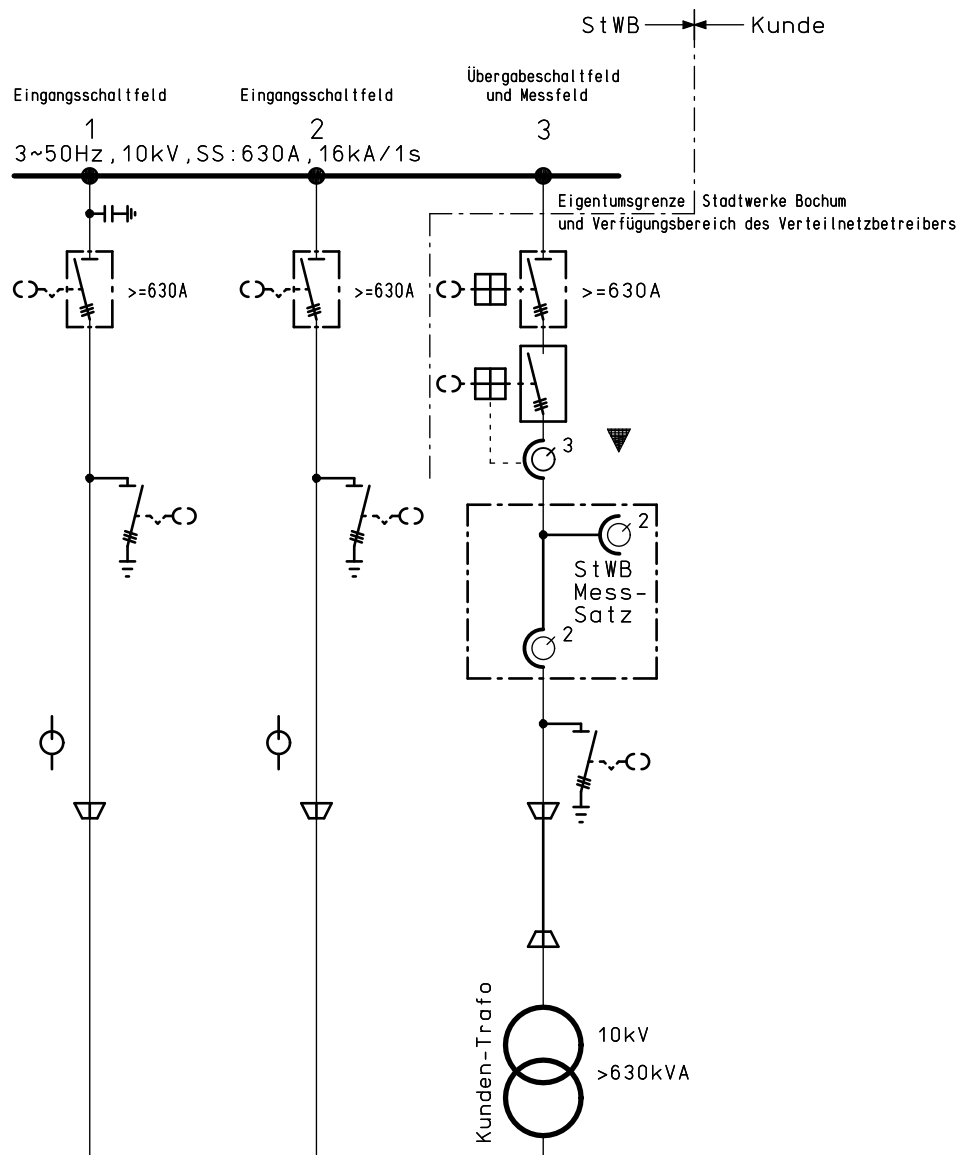 StWB Kunde
Eingangsschaltfeld
1
Eingangsschaltfeld
2
Übergabeschaltfeld
und Messfeld
3
3~50Hz,10kV,SS:630A,16kA/1s
Eigentumsgrenze Stadtwerke Bochum
und Verfügungsbereich des Verteilnetzbetreibers
>=630A
>=630A
>=630A
3
2
StWB
Mess-
Satz
2
Kunden-Trafo
10kV
>630kVA